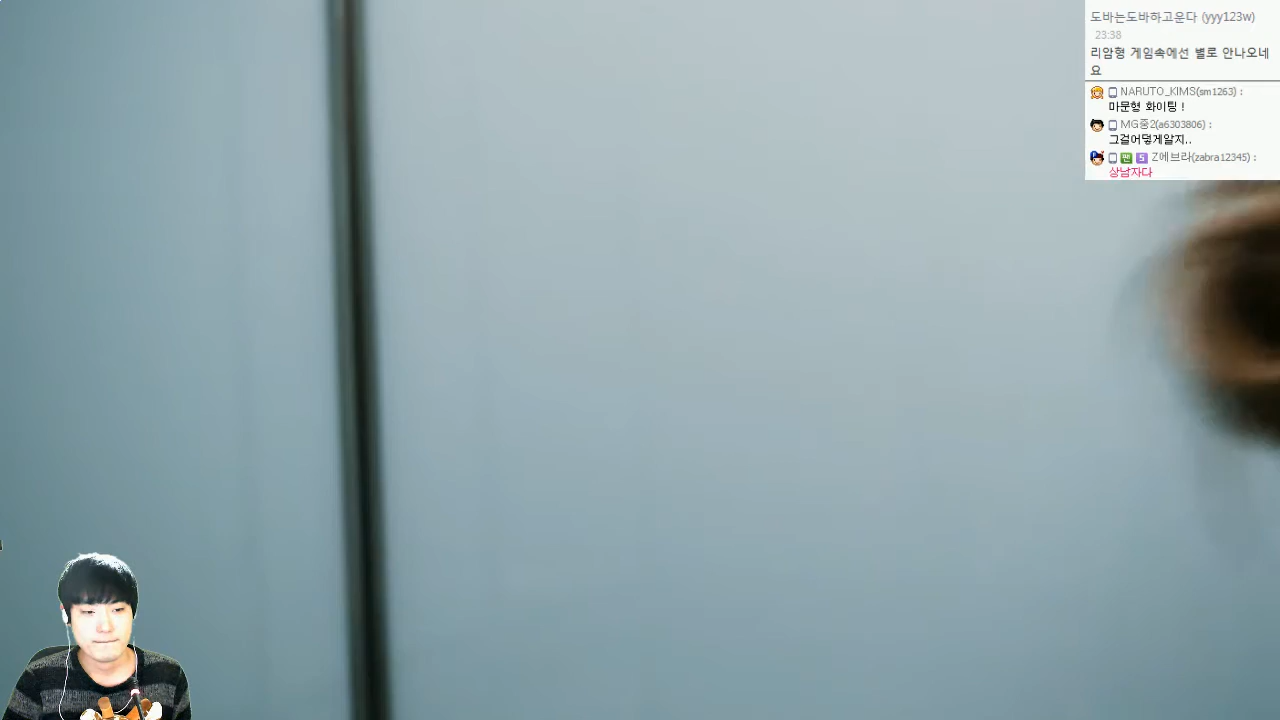 도바는도바하고운다 (yyy123w)
23:38
리암형 게임속에선 별로 안나오네
요
NARUTO_KIMS(sm1263) :
마문형 화이팅 !
MG중2(a6303806) :
그걸어덯게알지..
팬 S Z에브라(zabra12345) :
상남자다